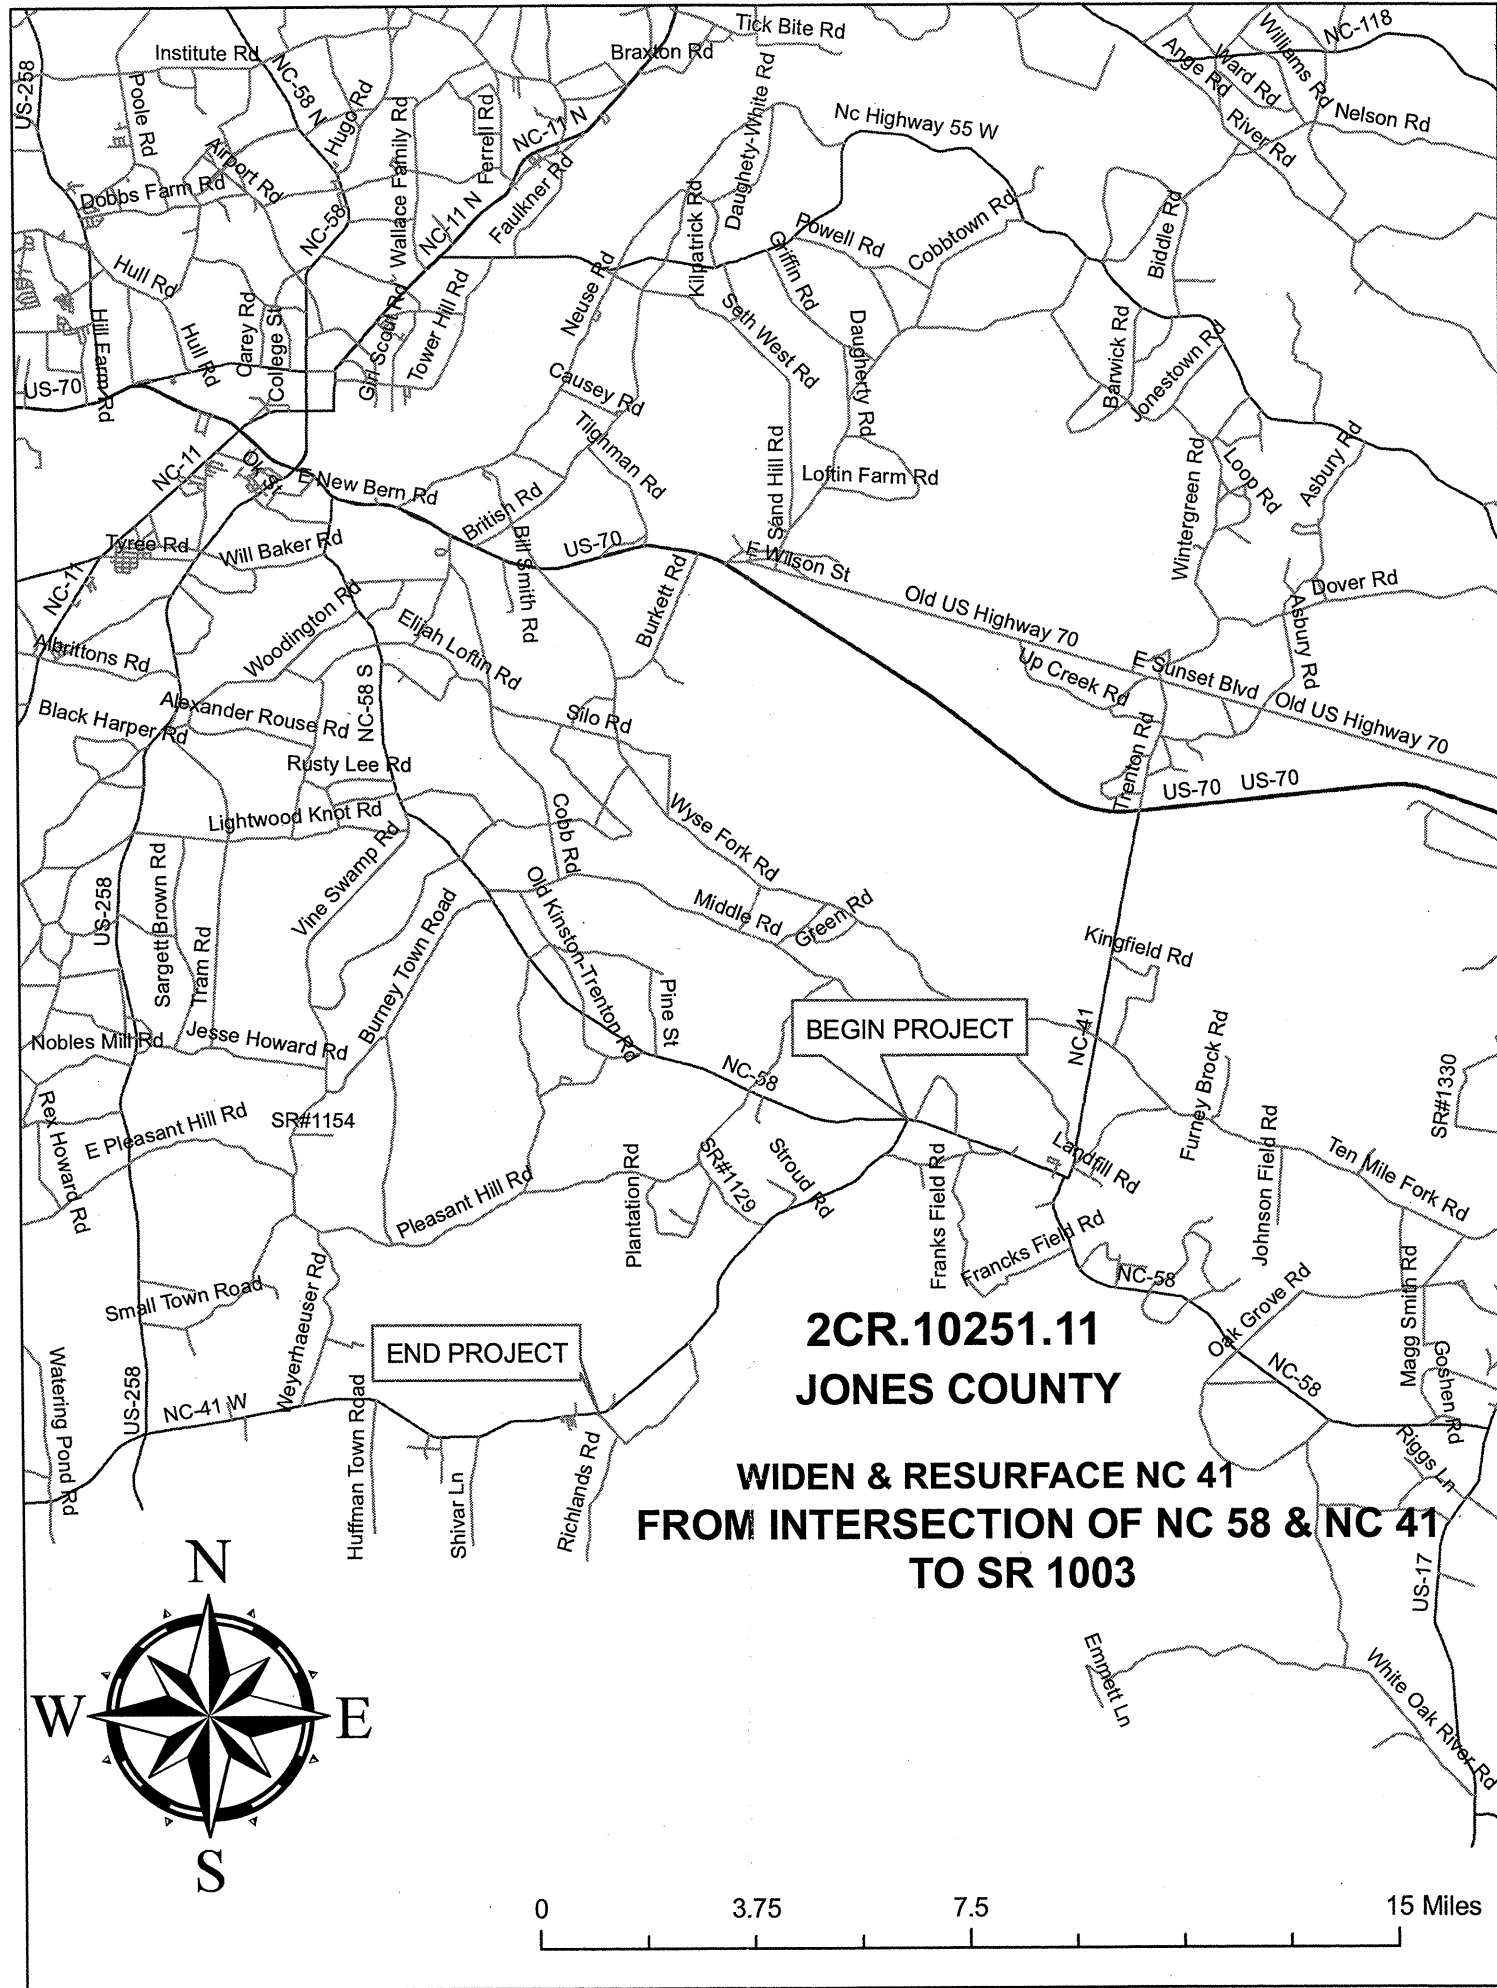 Tick Bite Rd
NC-118
Williams Rd
Institute Rd
Braxton Rd
Ange Rd
Ward Rd
US-258
NC-58 N
Poole Rd
Hugo Rd
Wallace Family Rd
Ferrell Rd
NC-11 N
Daughety-White Rd
Nc Highway 55 W
Nelson Rd
River Rd
Airport Rd
Dobbs Farm Rd
NC-58
NC-11 N
Faulkner Rd
Kilpatrick Rd
Powell Rd
Cobbtown Rd
Biddle Rd
Hull Rd
Griffin Rd
Neuse Rd
Hill Farm Rd
Hull Rd
Carey Rd
College St
Girl Scout Rd
Tower Hill Rd
Seth West Rd
Daugherty Rd
Barwick Rd
Jonestown Rd
US-70
Causey Rd
Tilghman Rd
NC-11
Ok St
E New Bern Rd
British Rd
Sand Hill Rd
Loftin Farm Rd
Wintergreen Rd
Loop Rd
Asbury Rd
Tyree Rd
Will Baker Rd
Bill Smith Rd
US-70
E Wilson St
NC-11
Burkett Rd
Old US Highway 70
Dover Rd
Woodington Rd
Elijah Loftin Rd
Albrittons Rd
Asbury Rd
Up Creek Rd
E Sunset Blvd
Black Harper Rd
Alexander Rouse Rd
NC-58 S
Silo Rd
Old US Highway 70
Rusty Lee Rd
Trenton Rd
US-70
US-70
Lightwood Knot Rd
Cobb Rd
Wyse Fork Rd
Vine Swamp Rd
Sargett Brown Rd
US-258
Tram Rd
Burney Town Road
Old Kinston-Trenton Rd
Middle Rd
Green Rd
Kingfield Rd
Pine St
BEGIN PROJECT
NC-41
Nobles Mill Rd
Jesse Howard Rd
NC-58
Furney Brock Rd
SR#1330
Rex Howard Rd
E Pleasant Hill Rd
SR#1154
SR#1129
Stroud Rd
Landfill Rd
Johnson Field Rd
Ten Mile Fork Rd
Pleasant Hill Rd
Plantation Rd
Franks Field Rd
Francks Field Rd
NC-58
Magg Smith Rd
Small Town Road
Weyerhaeuser Rd
Oak Grove Rd
2CR.10251.11
JONES COUNTY
END PROJECT
Watering Pond Rd
US-258
NC-41 W
Huffman Town Road
Shivar Ln
Richlands Rd
NC-58
Goshen Rd
Riggs Ln
WIDEN & RESURFACE NC 41
FROM INTERSECTION OF NC 58 & NC 41
TO SR 1003
US-17
N
W
E
S
Emmett Ln
White Oak River Rd
0
3.75
7.5
15 Miles